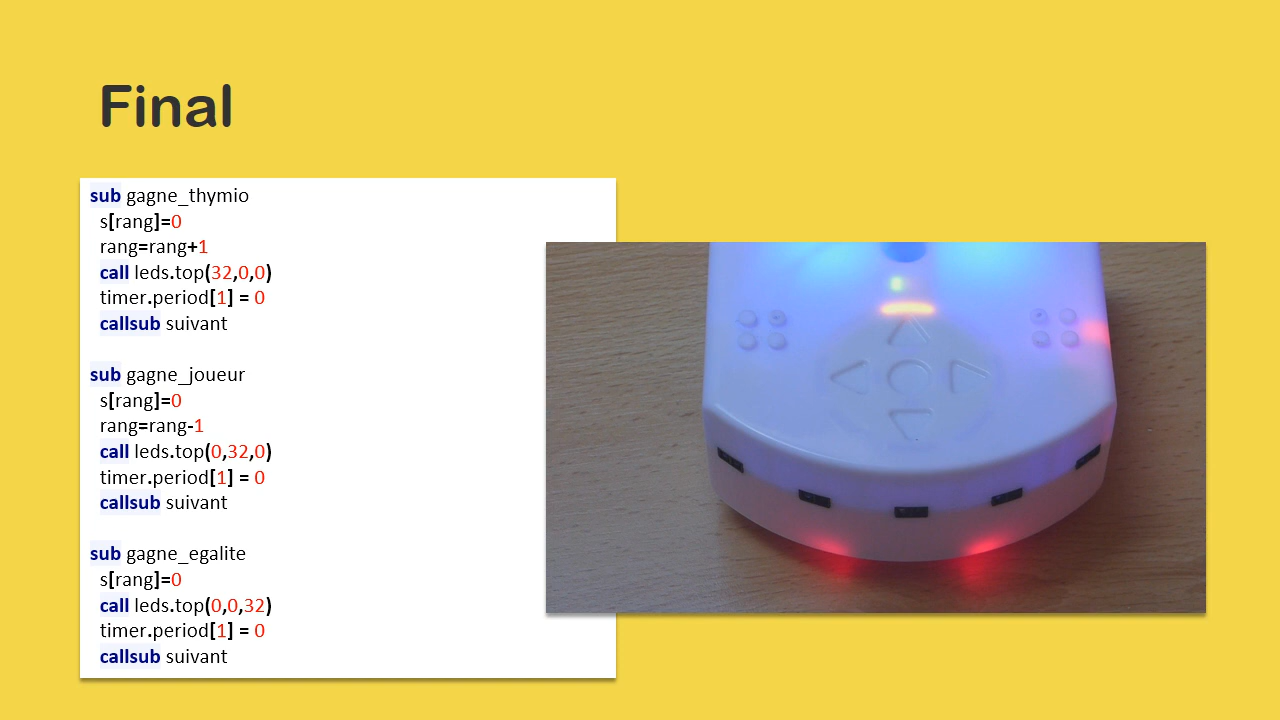 Final
sub gagne_thymio
s[rang]=0
rang=rang+1
call leds.top(32,0,0)
timer.period[1] = 0
callsub suivant
sub gagne_joueur
s[rang]=0
rang=rang-1
call leds.top(0,32,0)
timer.period[1] = 0
callsub suivant
sub gagne_egalite
s[rang]=0
call leds.top(0,0,32)
timer.period[1] = 0
callsub suivant